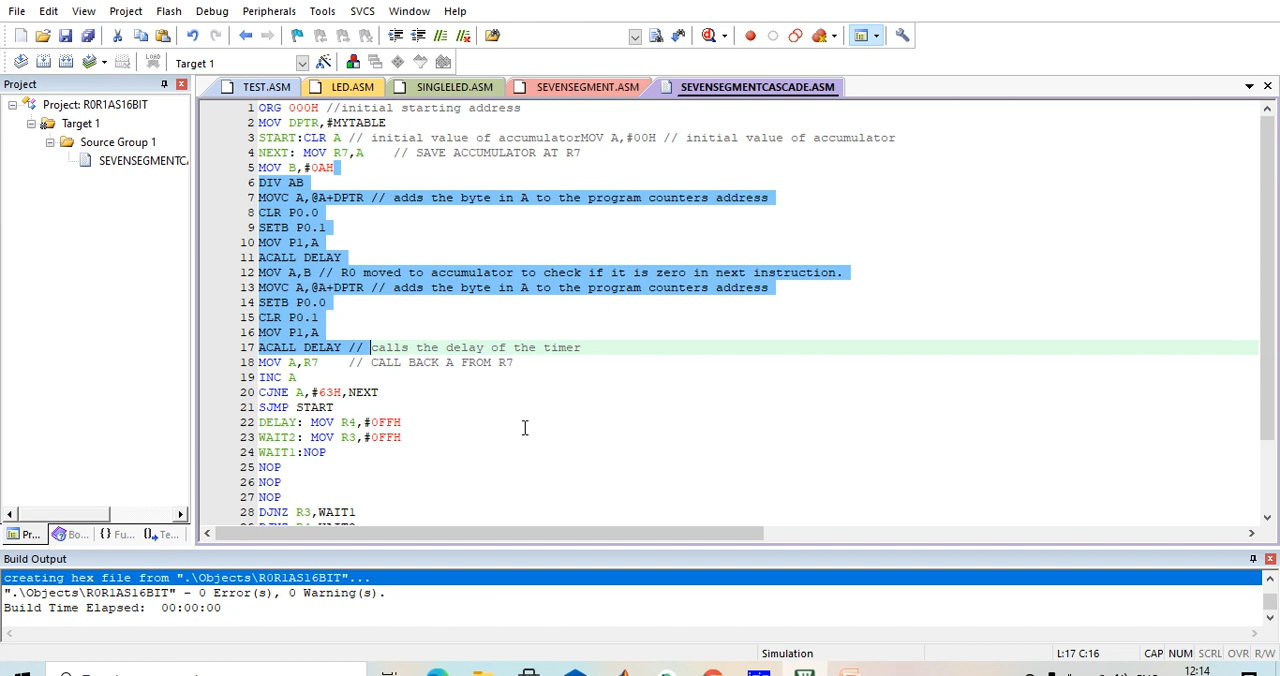 File Edit View Project Flash Debug Peripherals Tools SVCS Window Help
Target 1
Project
TEST.ASM LED.ASM SINGLELED.ASM SEVENSEGMENT.ASM SEVENSEGMENTCASCADE.ASM
Project: R0R1AS16BIT
Target 1
Source Group 1
SEVENSEGMENTC
1 ORG 000H //initial starting address
2 MOV DPTR,#MYTABLE
3 START:CLR A // initial value of accumulatorMOV A,#00H // initial value of accumulator
4 NEXT: MOV R7,A // SAVE ACCUMULATOR AT R7
5 MOV B,#0AH
6 DIV AB
7 MOVC A,@A+DPTR // adds the byte in A to the program counters address
8 CLR P0.0
9 SETB P0.1
10 MOV P1,A
11 ACALL DELAY
12 MOV A,B // R0 moved to accumulator to check if it is zero in next instruction.
13 MOVC A,@A+DPTR // adds the byte in A to the program counters address
14 SETB P0.0
15 CLR P0.1
16 MOV P1,A
17 ACALL DELAY // calls the delay of the timer
18 MOV A,R7 // CALL BACK A FROM R7
19 INC A
20 CJNE A,#63H,NEXT
21 SJMP START
22 DELAY: MOV R4,#0FFH
23 WAIT2: MOV R3,#0FFH
24 WAIT1:NOP
25 NOP
26 NOP
27 NOP
28 DJNZ R3,WAIT1
Pr... Bo... {} Fu... Te...
Build Output
creating hex file from ".\Objects\R0R1AS16BIT"...
".\Objects\R0R1AS16BIT" - 0 Error(s), 0 Warning(s).
Build Time Elapsed: 00:00:00
Simulation L:17 C:16 CAP NUM SCRL OVR R/W
12:14